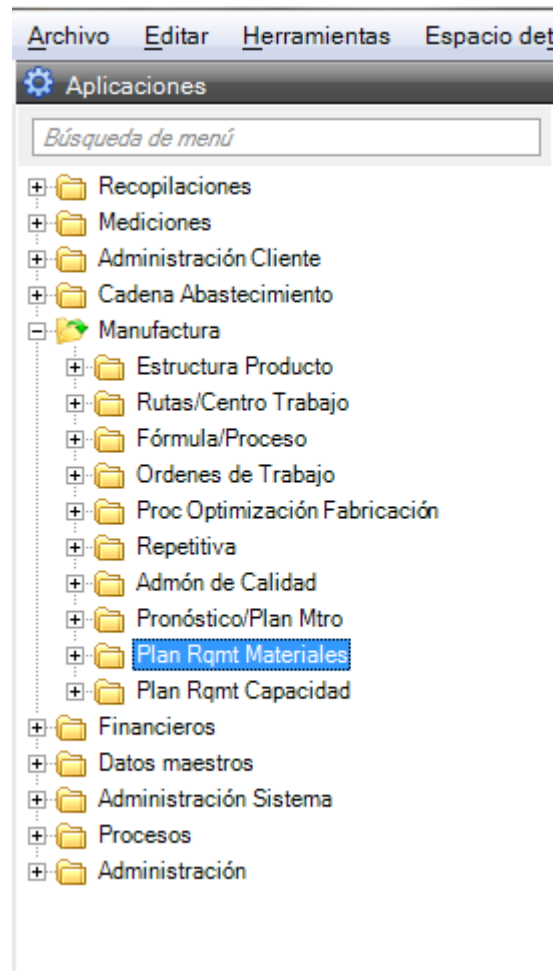 Archivo Editar Herramientas Espacio det
Aplicaciones
Búsqueda de menú
Recopilaciones
Mediciones
Administración Cliente
Cadena Abastecimiento
Manufactura
Estructura Producto
Rutas/Centro Trabajo
Fórmula/Proceso
Ordenes de Trabajo
Proc Optimización Fabricación
Repetitiva
Admón de Calidad
Pronóstico/Plan Mtro
Plan Rqmt Materiales
Plan Rqmt Capacidad
Financieros
Datos maestros
Administración Sistema
Procesos
Administración